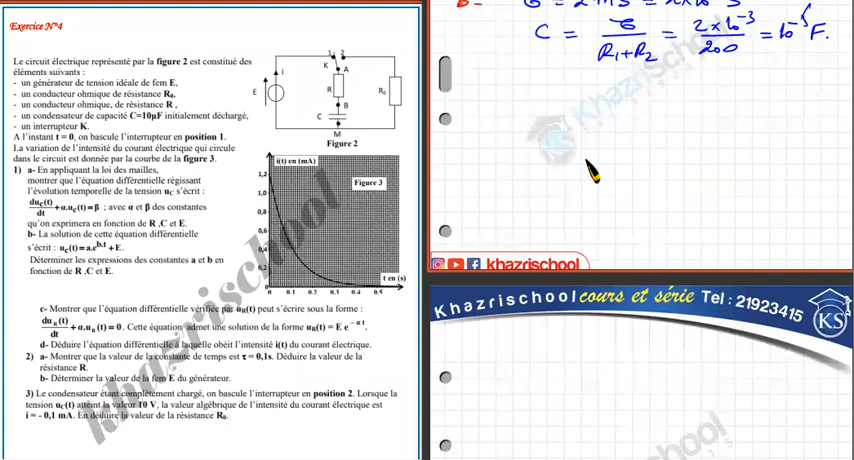 Exercice N°4
Le circuit électrique représenté par la figure 2 est constitué des
éléments suivants :
- un générateur de tension idéale de fem E,
- un conducteur ohmique de résistance R₀,
- un conducteur ohmique, de résistance R ,
- un condensateur de capacité C=10µF initialement déchargé,
- un interrupteur K.
A l'instant t = 0, on bascule l'interrupteur en position 1.
La variation de l'intensité du courant électrique qui circule
dans le circuit est donnée par la courbe de la figure 3.
1) a- En appliquant la loi des mailles,
montrer que l'équation différentielle régissant
l'évolution temporelle de la tension uC s'écrit :
duC(t)/dt + α.uC(t) = β ; avec α et β des constantes
qu'on exprimera en fonction de R ,C et E.
b- La solution de cette équation différentielle
s'écrit : uC(t)=a.e^b.t + E.
Déterminer les expressions des constantes a et b en
fonction de R ,C et E.
c- Montrer que l'équation différentielle vérifiée par uR(t) peut s'écrire sous la forme :
duR(t)/dt + α.uR(t) = 0. Cette équation admet une solution de la forme uR(t) = E e^-αt.
d- Déduire l'équation différentielle à laquelle obéit l'intensité i(t) du courant électrique.
2) a- Montrer que la valeur de la constante de temps est τ = 0,1s. Déduire la valeur de la
résistance R.
b- Déterminer la valeur de la fem E du générateur.
3) Le condensateur étant complètement chargé, on bascule l'interrupteur en position 2. Lorsque la
tension uC(t) atteint la valeur 10 V, la valeur algébrique de l'intensité du courant électrique est
i = - 0,1 mA. En déduire la valeur de la résistance R₀.
1 2
K A
i
E
R
R₀
B
C
M
Figure 2
i(t) en (mA)
Figure 3
1,2
1,0
0,8
0,6
0,4
0,2
0
0 0.1 0.2 0.3 0.4 0.5
t en (s)
khazrischool
C = τ/(R₁+R₂) = 2×10⁻³/200 = 10⁻⁵ F.
KhazriSchool
khazrischool
Khazrischool cours et série Tel : 21923415
KS